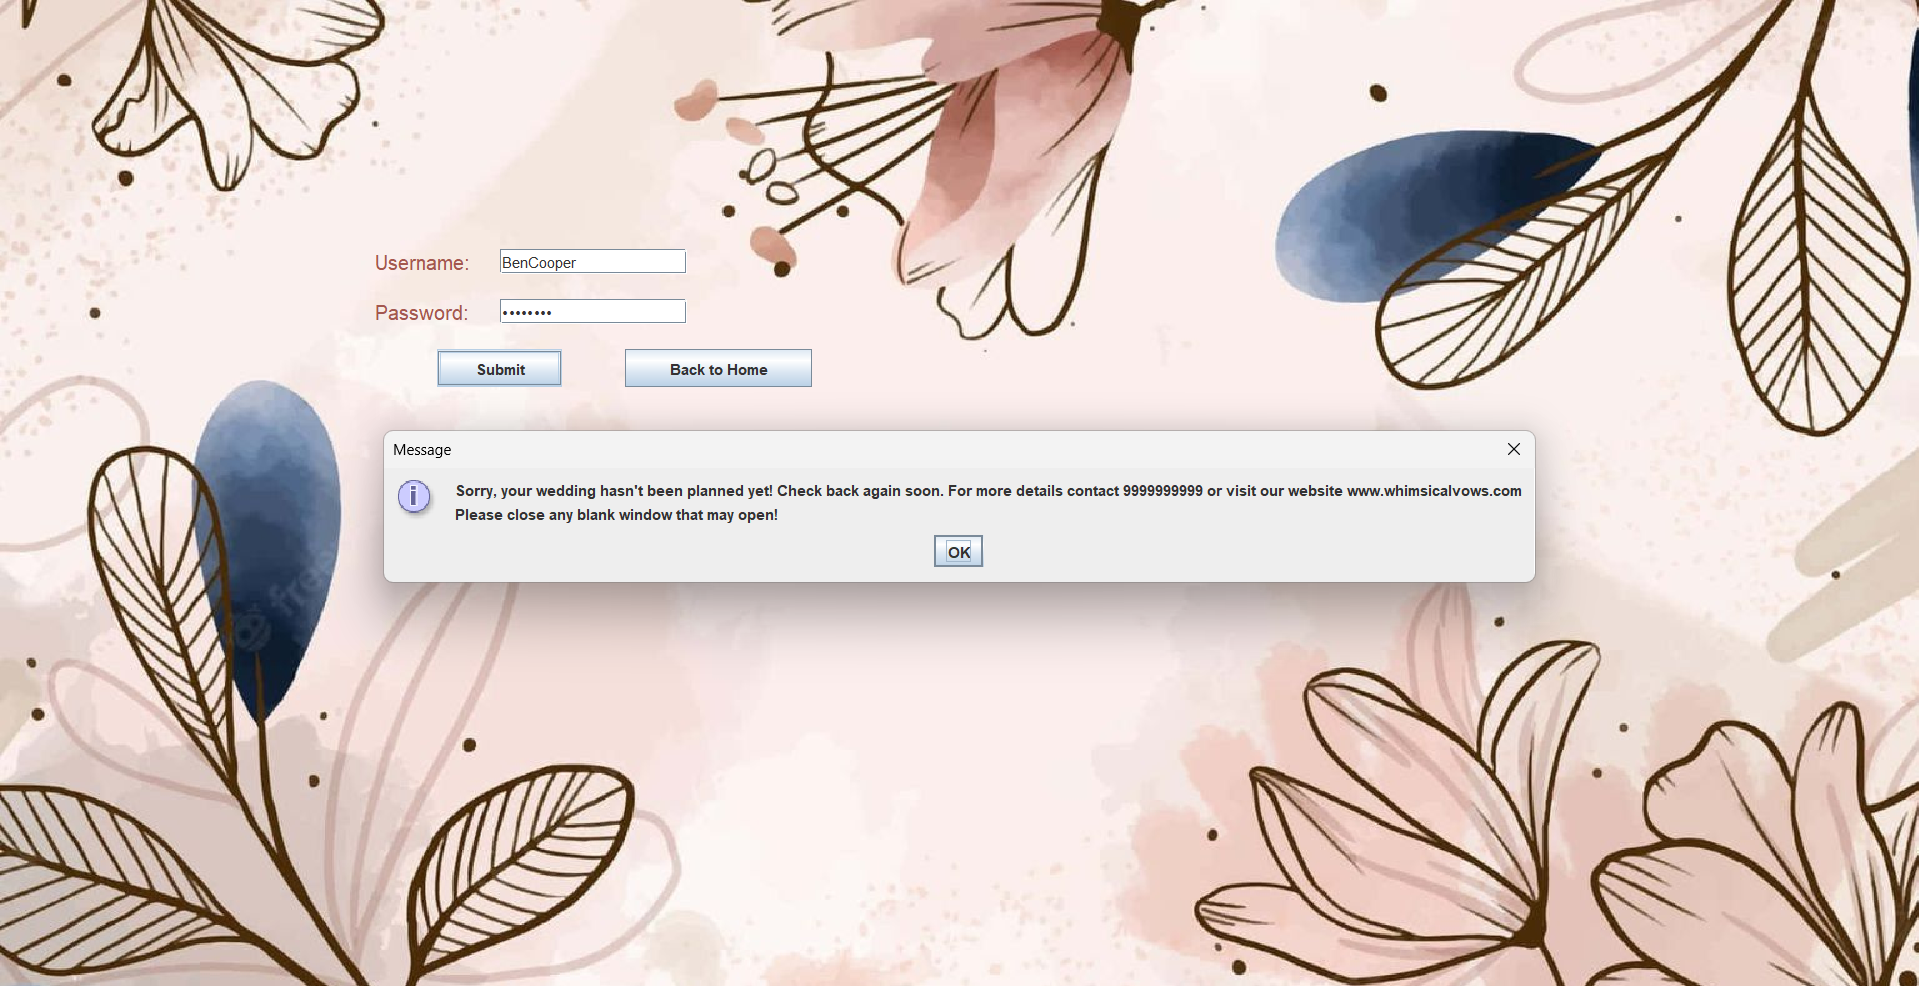 Username: BenCooper
Password: ••••••••
Submit Back to Home
Message
Sorry, your wedding hasn't been planned yet! Check back again soon. For more details contact 9999999999 or visit our website www.whimsicalvows.com
Please close any blank window that may open!
OK